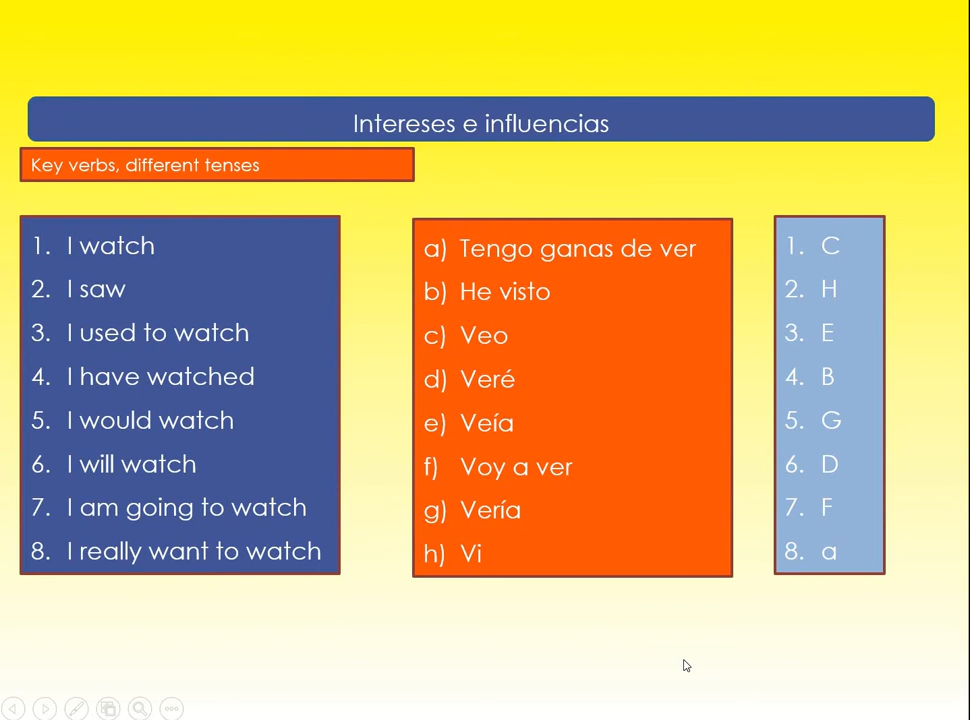 Intereses e influencias
Key verbs, different tenses
1. I watch
2. I saw
3. I used to watch
4. I have watched
5. I would watch
6. I will watch
7. I am going to watch
8. I really want to watch
a) Tengo ganas de ver
b) He visto
c) Veo
d) Veré
e) Veía
f) Voy a ver
g) Vería
h) Vi
1. C
2. H
3. E
4. B
5. G
6. D
7. F
8. a